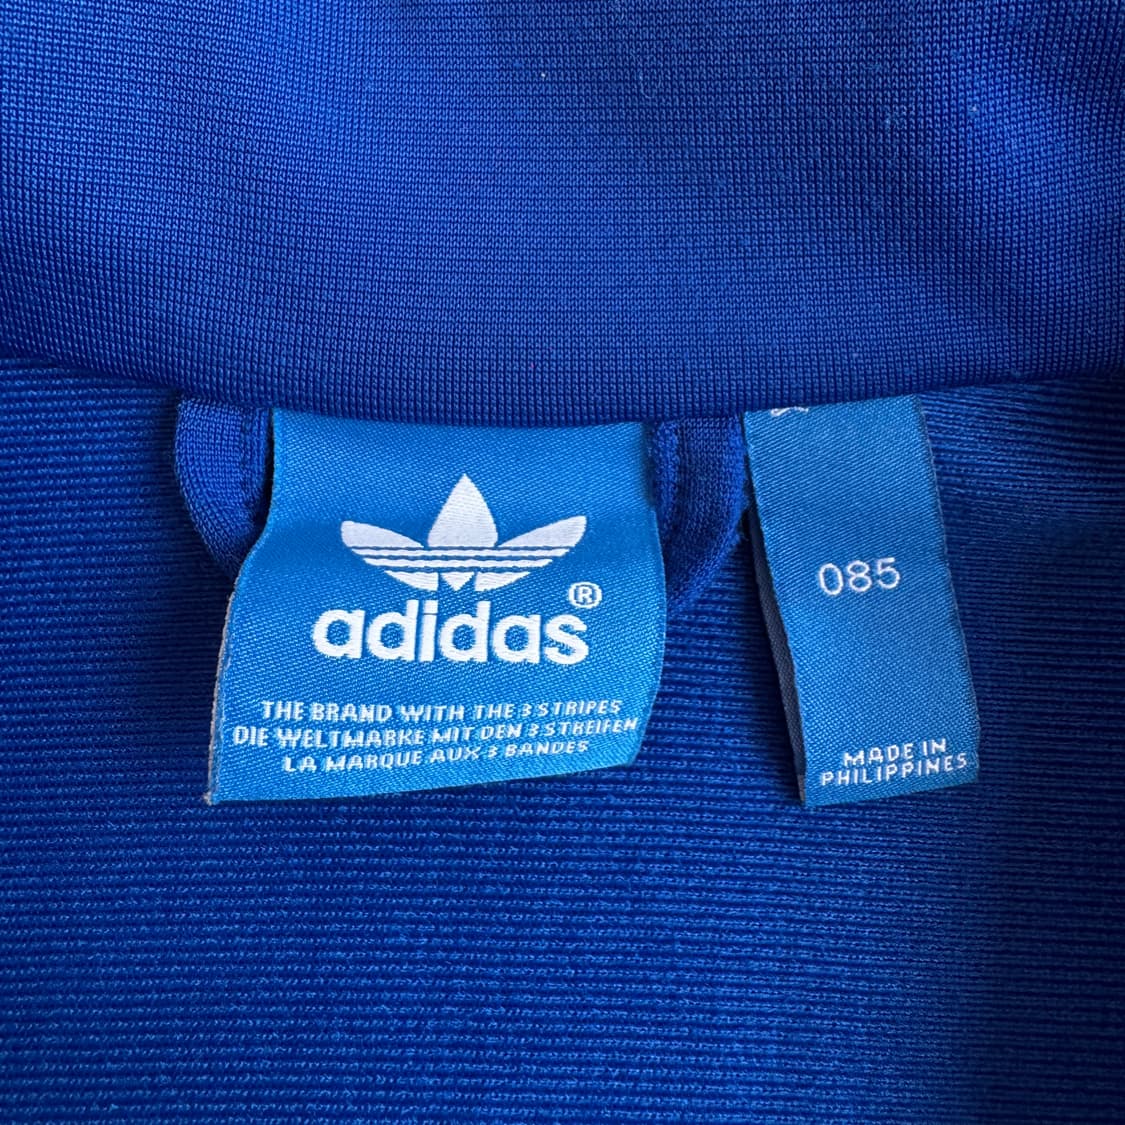 adidas®
THE BRAND WITH THE 3 STRIPES
DIE WELTMARKE MIT DEN 3 STREIFEN
LA MARQUE AUX 3 BANDES
085
MADE IN
PHILIPPINES